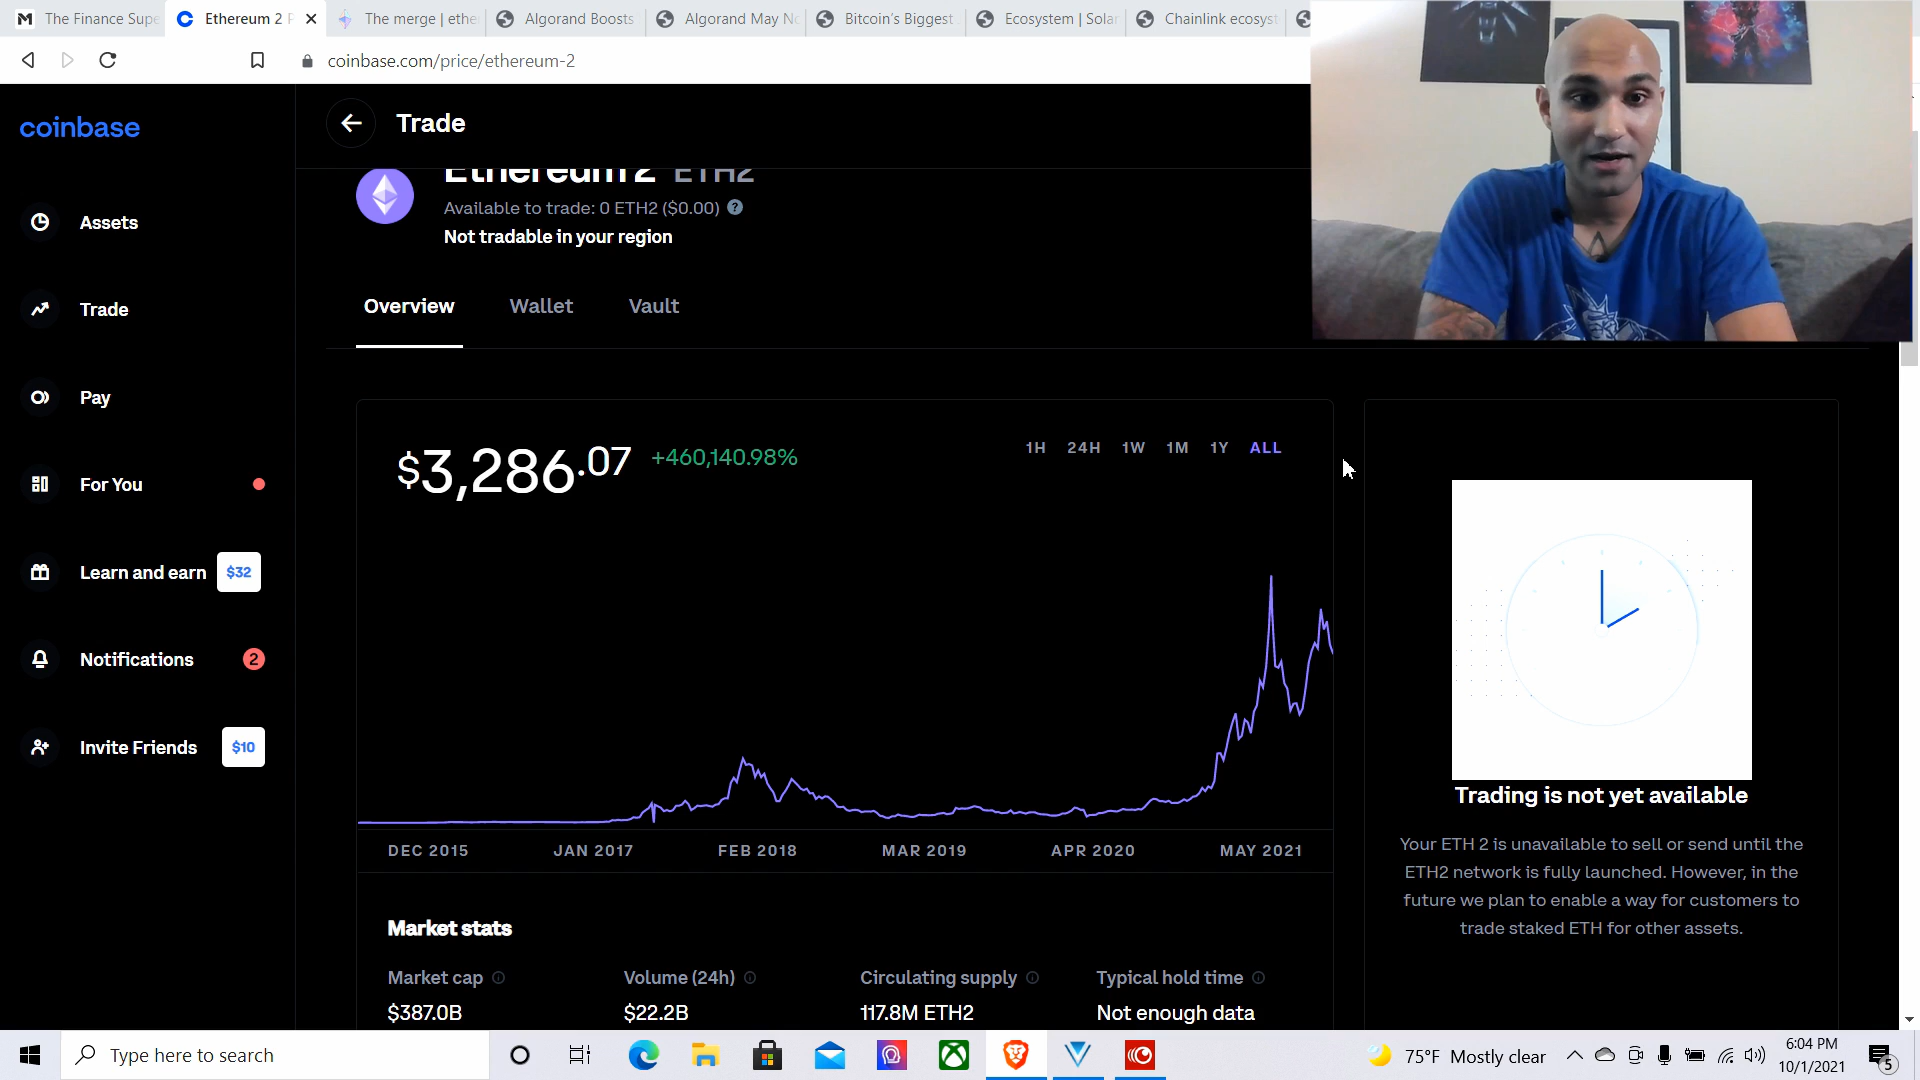 The Finance Supe
Ethereum 2 P
The merge | ethe
Algorand Boosts
Algorand May No
Bitcoin's Biggest
Ecosystem | Solar
Chainlink ecosyst
coinbase.com/price/ethereum-2
coinbase
Trade
Ethereum 2 ETH2
Available to trade: 0 ETH2 ($0.00) ?
Not tradable in your region
Assets
Trade
Pay
For You
Learn and earn $32
Notifications 2
Invite Friends $10
Overview Wallet Vault
$3,286.07 +460,140.98%
1H 24H 1W 1M 1Y ALL
DEC 2015 JAN 2017 FEB 2018 MAR 2019 APR 2020 MAY 2021
Market stats
Market cap Volume (24h) Circulating supply Typical hold time
$387.0B $22.2B 117.8M ETH2 Not enough data
Trading is not yet available
Your ETH 2 is unavailable to sell or send until the
ETH2 network is fully launched. However, in the
future we plan to enable a way for customers to
trade staked ETH for other assets.
Type here to search
75°F Mostly clear
6:04 PM
10/1/2021
5